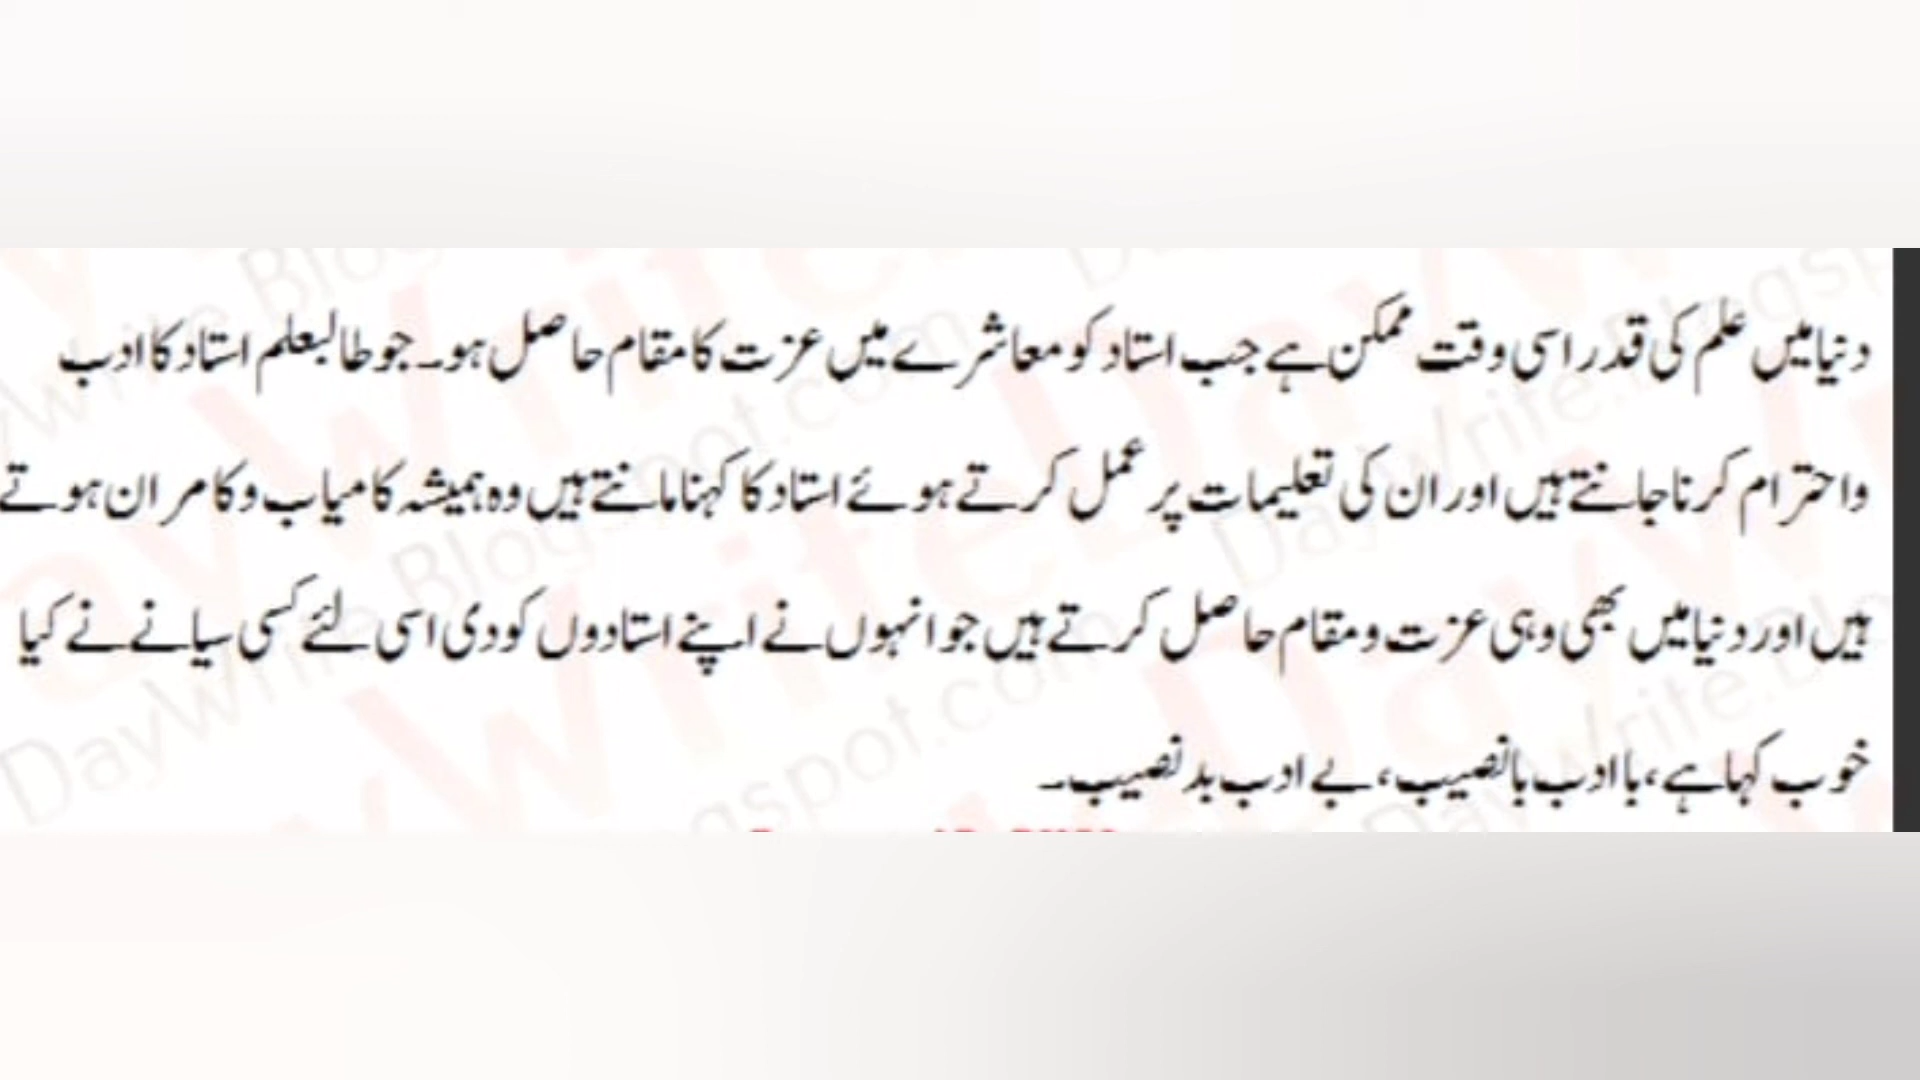 دنیا میں علم کی قدر اسی وقت ممکن ہے جب استاد کو معاشرے میں عزت کا مقام حاصل ہو۔ جو طالبعلم استاد کا ادب
واحترام کرنا جانتے ہیں اور ان کی تعلیمات پر عمل کرتے ہوئے استاد کا کہنا مانتے ہیں وہ ہمیشہ کامیاب و کامران ہوتے
ہیں اور دنیا میں بھی وہی عزت و مقام حاصل کرتے ہیں جو انہوں نے اپنے استادوں کو دی اسی لئے کسی سیانے نے کیا
خوب کہا ہے، با ادب با نصیب، بے ادب بد نصیب۔
DayWrite.Blogspot.com